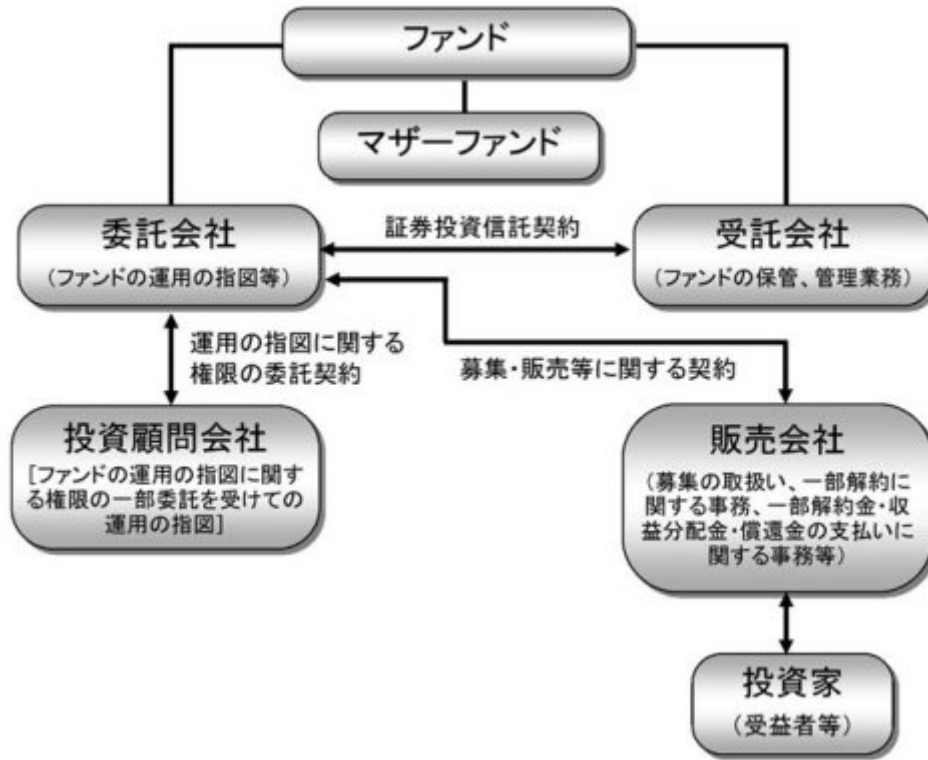 ファンド
マザーファンド
委託会社
(ファンドの運用の指図等)
証券投資信託契約
受託会社
(ファンドの保管、管理業務)
運用の指図に関する
権限の委託契約
募集・販売等に関する契約
投資顧問会社
[ファンドの運用の指図に関す
る権限の一部委託を受けての
運用の指図]
販売会社
(募集の取扱い、一部解約に
関する事務、一部解約金・収
益分配金・償還金の支払いに
関する事務等)
投資家
(受益者等)